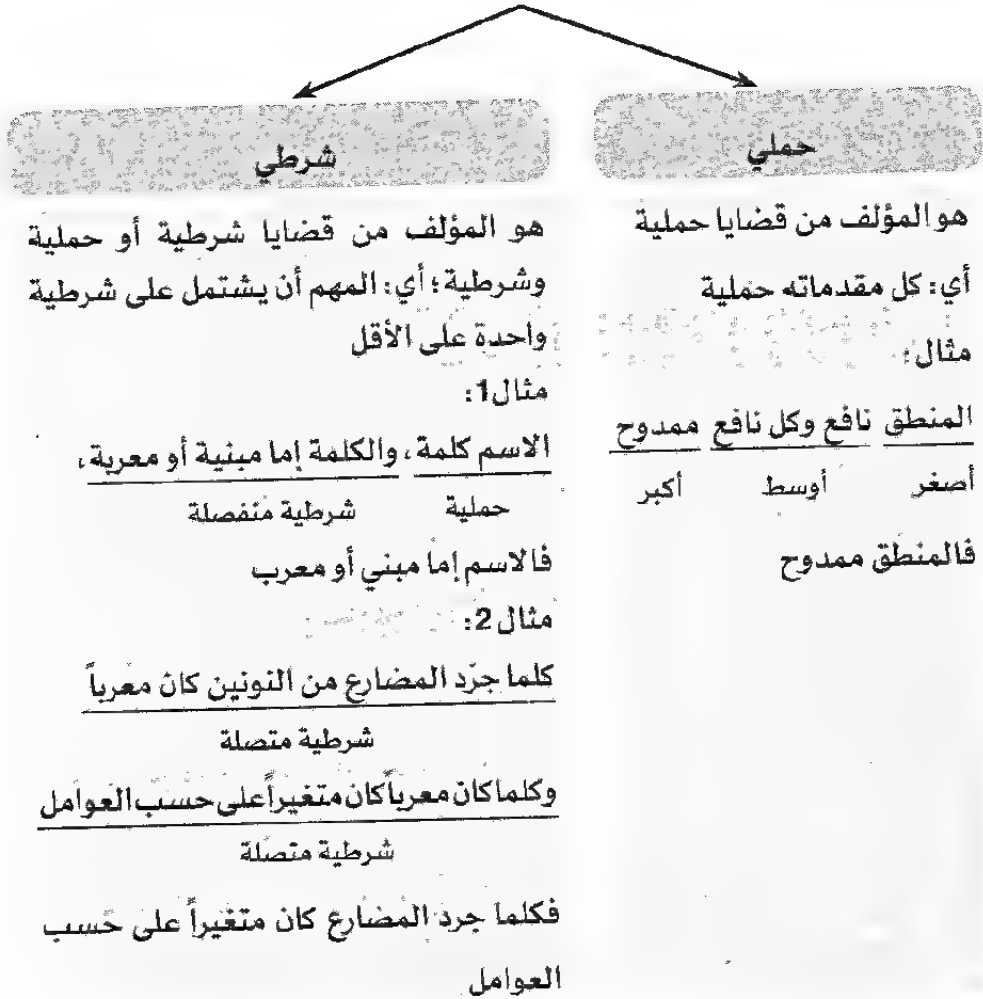 حملي
هو المؤلف من قضايا حملية
أي: كل مقدماته حملية
مثال:
المنطق نافع وكل نافع ممدوح
أصغر أوسط أكبر
فالمنطق ممدوح
شرطي
هو المؤلف من قضايا شرطية أو حملية
وشرطية؛ أي: المهم أن يشتمل على شرطية
واحدة على الأقل
مثال1:
الاسم كلمة، والكلمة إما مبنية أو معربة،
حملية شرطية منفصلة
فالاسم إما مبني أو معرب
مثال2:
كلما جرّد المضارع من النونين كان معرباً
شرطية متصلة
وكلما كان معرباً كان متغيراً على حسب العوامل
شرطية متصلة
فكلما جرد المضارع كان متغيراً على حسب
العوامل